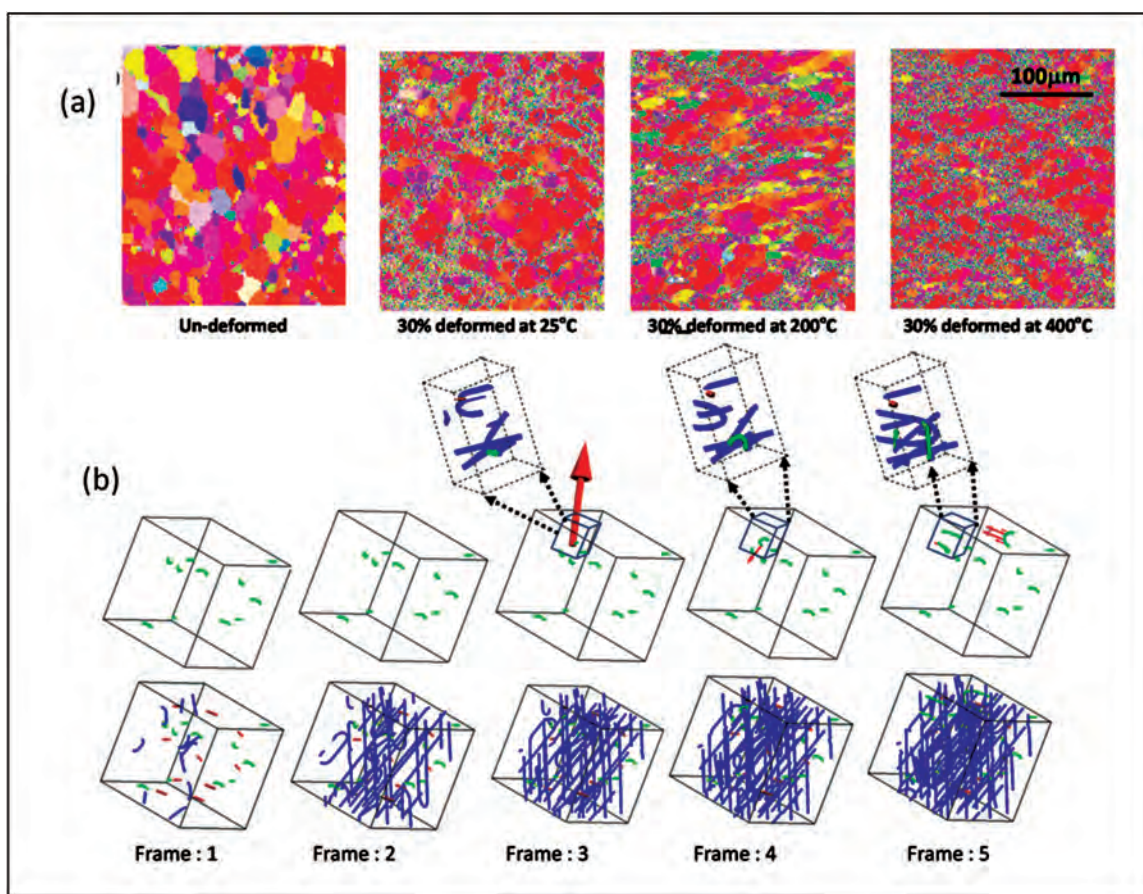 (a)
100μm
Un-deformed
30% deformed at 25°C
30% deformed at 200°C
30% deformed at 400°C
(b)
Frame : 1
Frame : 2
Frame : 3
Frame : 4
Frame : 5